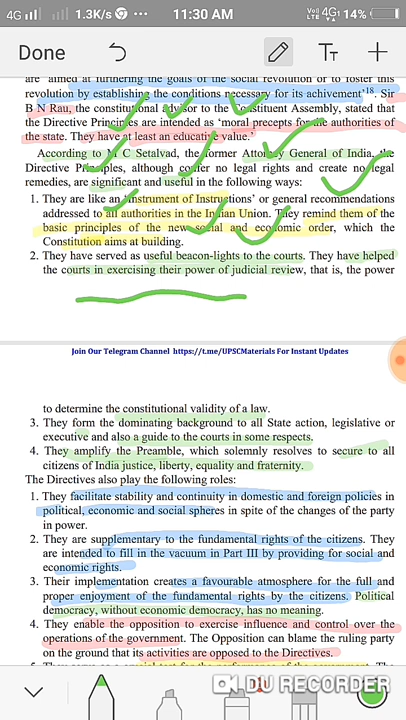 4G
1.3K/s
11:30 AM
VoI) LTE 4G 14%
Done
are 'aimed at furthering the goals of the social revolution or to foster this
revolution by establishing the conditions necessary for its achivement'18. Sir
B N Rau, the constitutional advisor to the Constituent Assembly, stated that
the Directive Principles are intended as 'moral precepts for the authorities of
the state. They have at least an educative value.'
According to M C Setalvad, the former Attorney General of India, the
Directive Principles, although confer no legal rights and create no legal
remedies, are significant and useful in the following ways:
1. They are like an 'Instrument of Instructions' or general recommendations
addressed to all authorities in the Indian Union. They remind them of the
basic principles of the new social and economic order, which the
Constitution aims at building.
2. They have served as useful beacon-lights to the courts. They have helped
the courts in exercising their power of judicial review, that is, the power
Join Our Telegram Channel https://t.me/UPSCMaterials For Instant Updates
to determine the constitutional validity of a law.
3. They form the dominating background to all State action, legislative or
executive and also a guide to the courts in some respects.
4. They amplify the Preamble, which solemnly resolves to secure to all
citizens of India justice, liberty, equality and fraternity.
The Directives also play the following roles:
1. They facilitate stability and continuity in domestic and foreign policies in
political, economic and social spheres in spite of the changes of the party
in power.
2. They are supplementary to the fundamental rights of the citizens. They
are intended to fill in the vacuum in Part III by providing for social and
economic rights.
3. Their implementation creates a favourable atmosphere for the full and
proper enjoyment of the fundamental rights by the citizens. Political
democracy, without economic democracy, has no meaning.
4. They enable the opposition to exercise influence and control over the
operations of the government. The Opposition can blame the ruling party
on the ground that its activities are opposed to the Directives.
5. They serve as a crucial test for the performance of the government. The
DU RECORDER